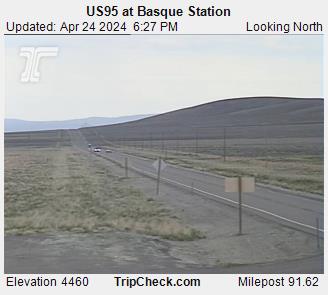 US95 at Basque Station
Updated: Apr 24 2024 6:27 PM Looking North
Elevation 4460 TripCheck.com Milepost 91.62